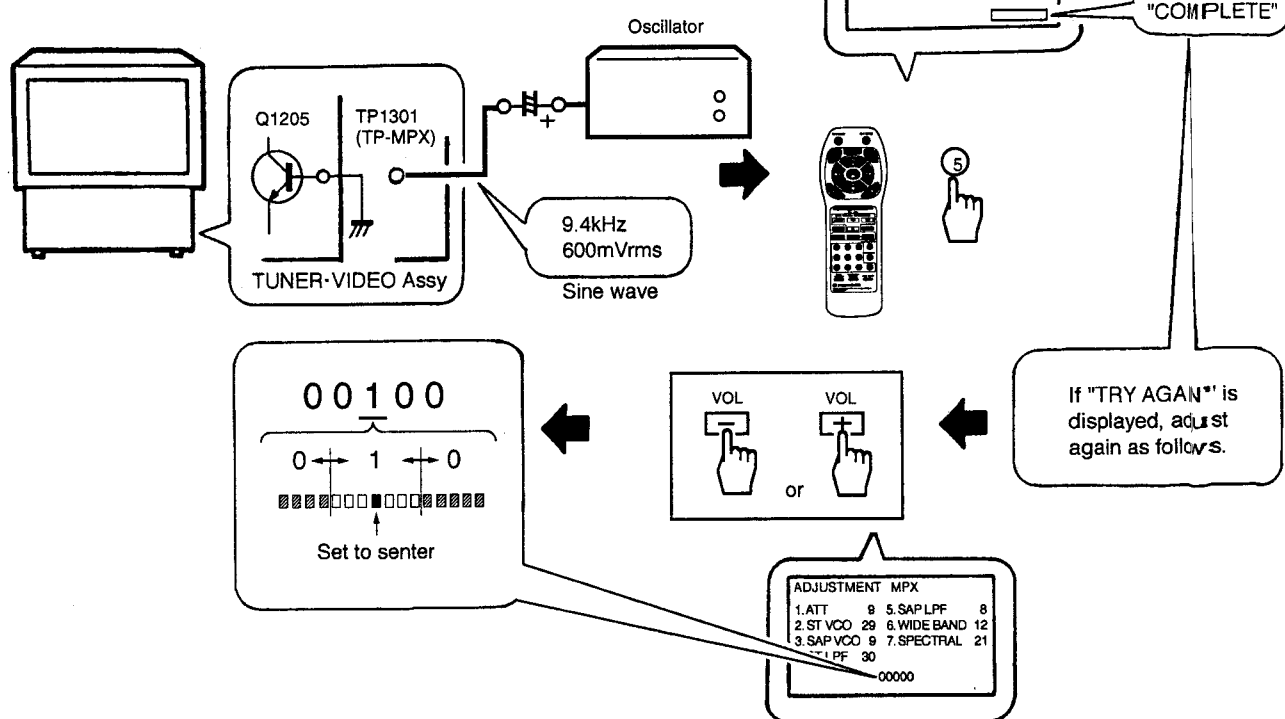 "COMPLETE"
Oscillator
Q1205
TP1301
(TP-MPX)
+
TUNER-VIDEO Assy
9.4kHz
600mVrms
Sine wave
5
If "TRY AGAN"' is
displayed, adjust
again as follows.
VOL
VOL
−
+
or
00100
0 1 0
Set to senter
ADJUSTMENT MPX
1.ATT 9 5.SAP LPF 8
2.ST VCO 29 6.WIDE BAND 12
3.SAP VCO 9 7.SPECTRAL 21
LPF 30
00000